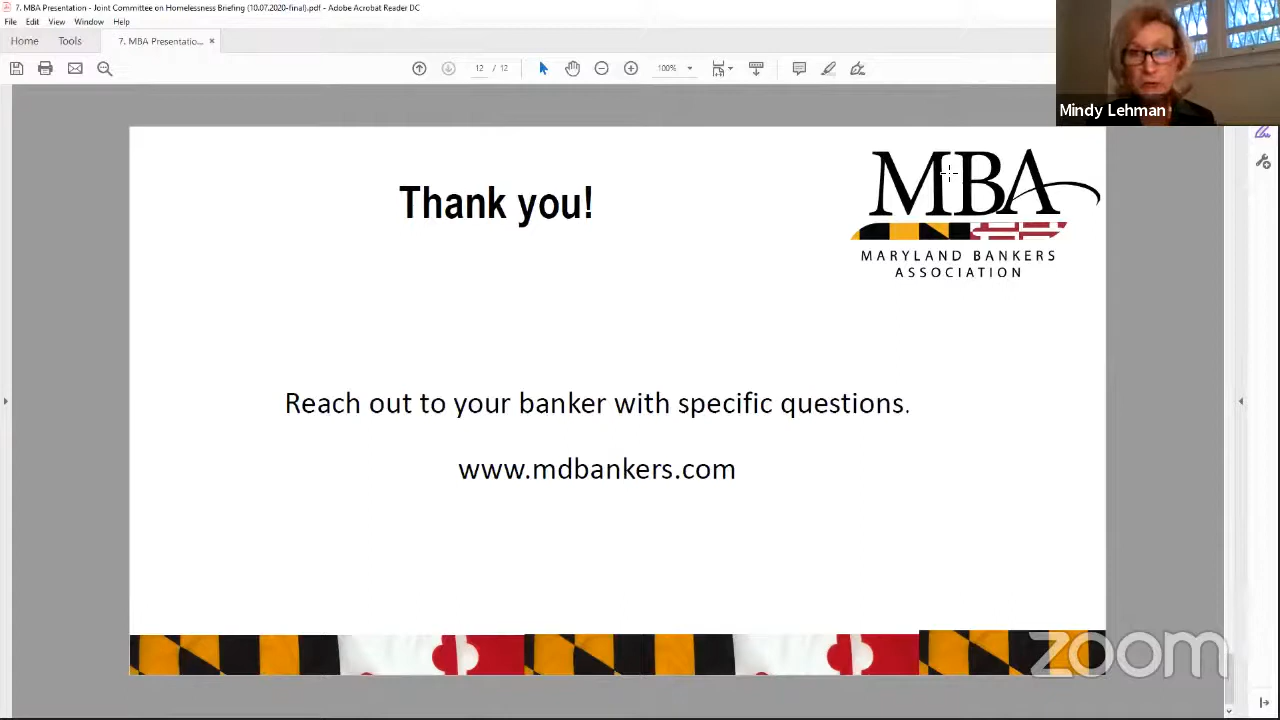 7. MBA Presentation - Joint Committee on Homelessness Briefing (10.07.2020-final).pdf - Adobe Acrobat Reader DC
File Edit View Window Help
Home Tools 7. MBA Presentatio... ×
12 / 12 100%
Mindy Lehman
Thank you!
MBA
MARYLAND BANKERS
ASSOCIATION
Reach out to your banker with specific questions.
www.mdbankers.com
zoom